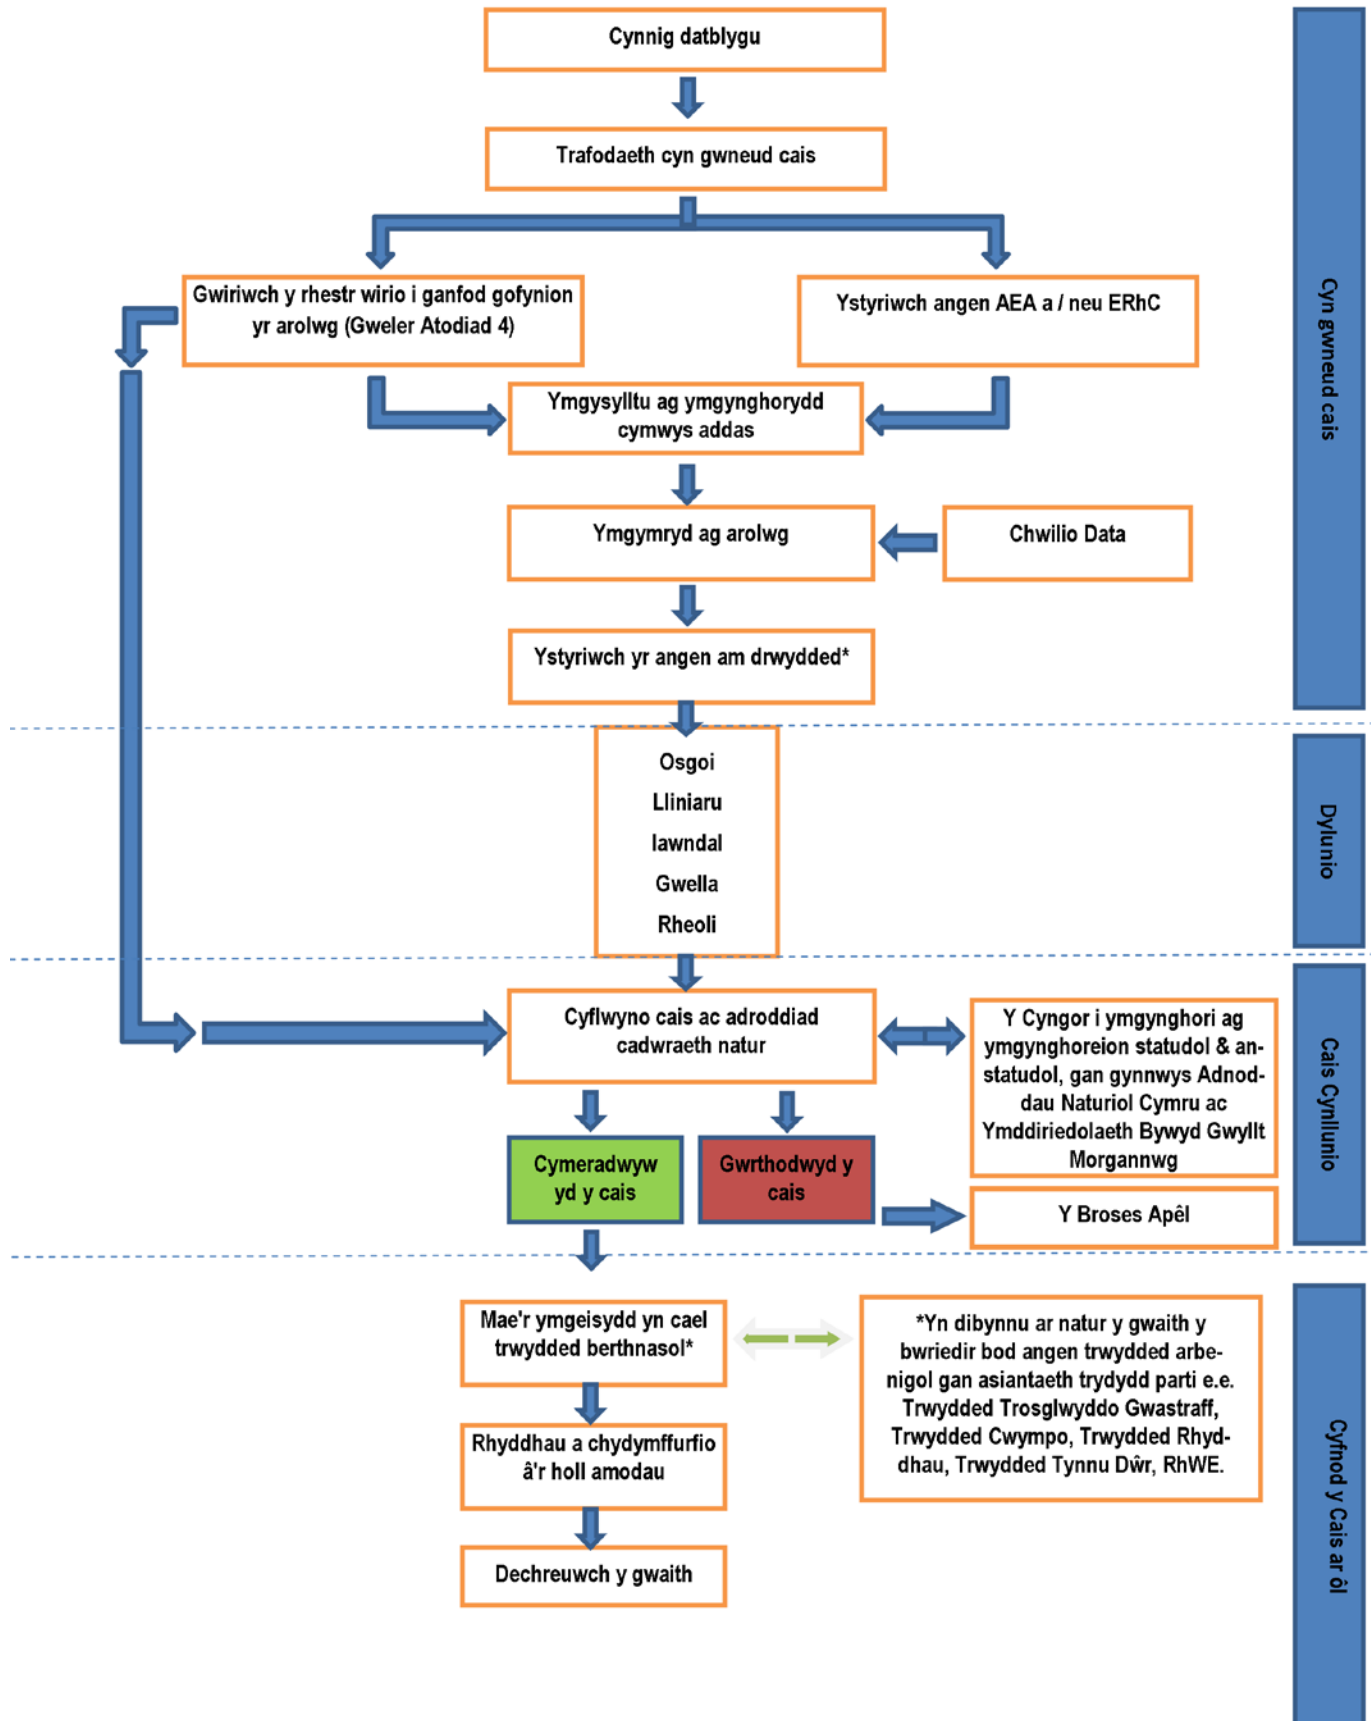 Cynnig datblygu
Trafodaeth cyn gwneud cais
Gwiriwch y rhestr wirio i ganfod gofynion
yr arolwg (Gweler Atodiad 4)
Ystyriwch angen AEA a / neu ERhC
Ymgysylltu ag ymgynghorydd
cymwys addas
Ymgymryd ag arolwg
Chwilio Data
Ystyriwch yr angen am drwydded*
Cyn gwneud cais
Osgoi
Lliniaru
Iawndal
Gwella
Rheoli
Dylunio
Cyflwyno cais ac adroddiad
cadwraeth natur
Y Cyngor i ymgynghori ag
ymgynghoreion statudol & an-
statudol, gan gynnwys Adnod-
dau Naturiol Cymru ac
Ymddiriedolaeth Bywyd Gwyllt
Morgannwg
Cymeradwyw
yd y cais
Gwrthodwyd y
cais
Y Broses Apêl
Cais Cynllunio
Mae'r ymgeisydd yn cael
trwydded berthnasol*
*Yn dibynnu ar natur y gwaith y
bwriedir bod angen trwydded arbe-
nigol gan asiantaeth trydydd parti e.e.
Trwydded Trosglwyddo Gwastraff,
Trwydded Cwympo, Trwydded Rhyd-
dhau, Trwydded Tynnu Dŵr, RhWE.
Rhyddhau a chydymffurfio
â'r holl amodau
Dechreuwch y gwaith
Cyfnod y Cais ar ôl